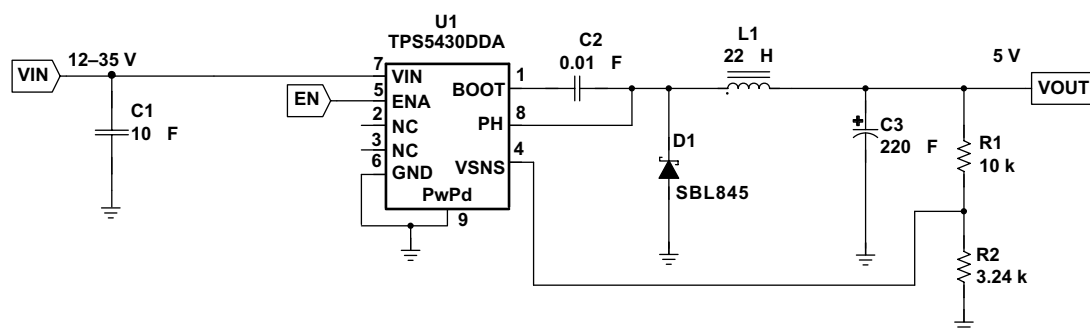 U1
TPS5430DDA
VIN
12–35 V
C1
10 F
EN
7 VIN
5 ENA
2 NC
3 NC
6 GND
BOOT 1
PH 8
VSNS 4
PwPd
9
C2
0.01 F
L1
22 H
D1
SBL845
5 V
VOUT
C3
220 F
R1
10 k
R2
3.24 k